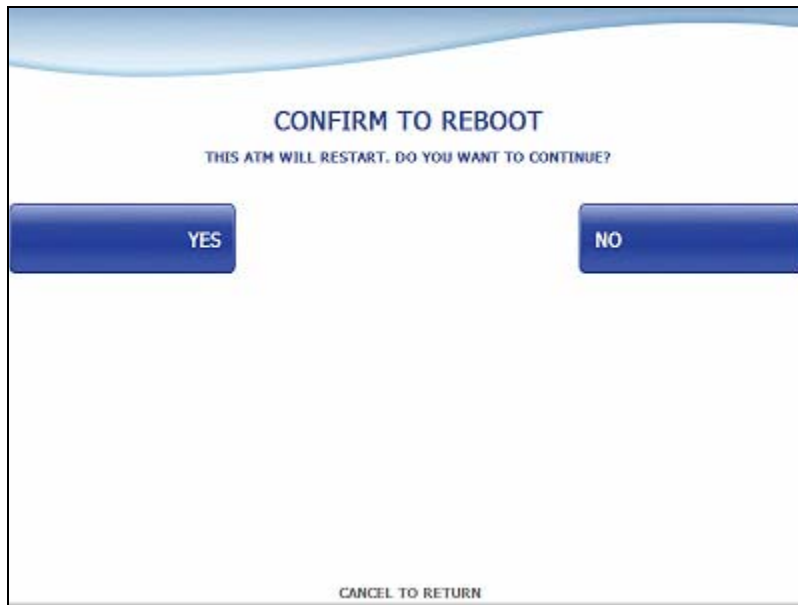 CONFIRM TO REBOOT
THIS ATM WILL RESTART. DO YOU WANT TO CONTINUE?
YES
NO
CANCEL TO RETURN